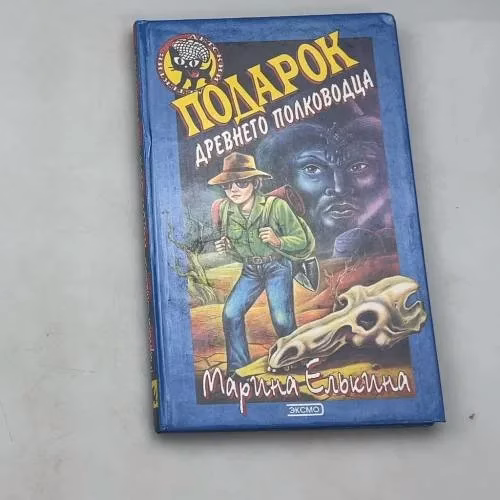 ПОДАРОК
ДРЕВНЕГО ПОЛКОВОДЦА
Марина Елькина
ЭКСМО